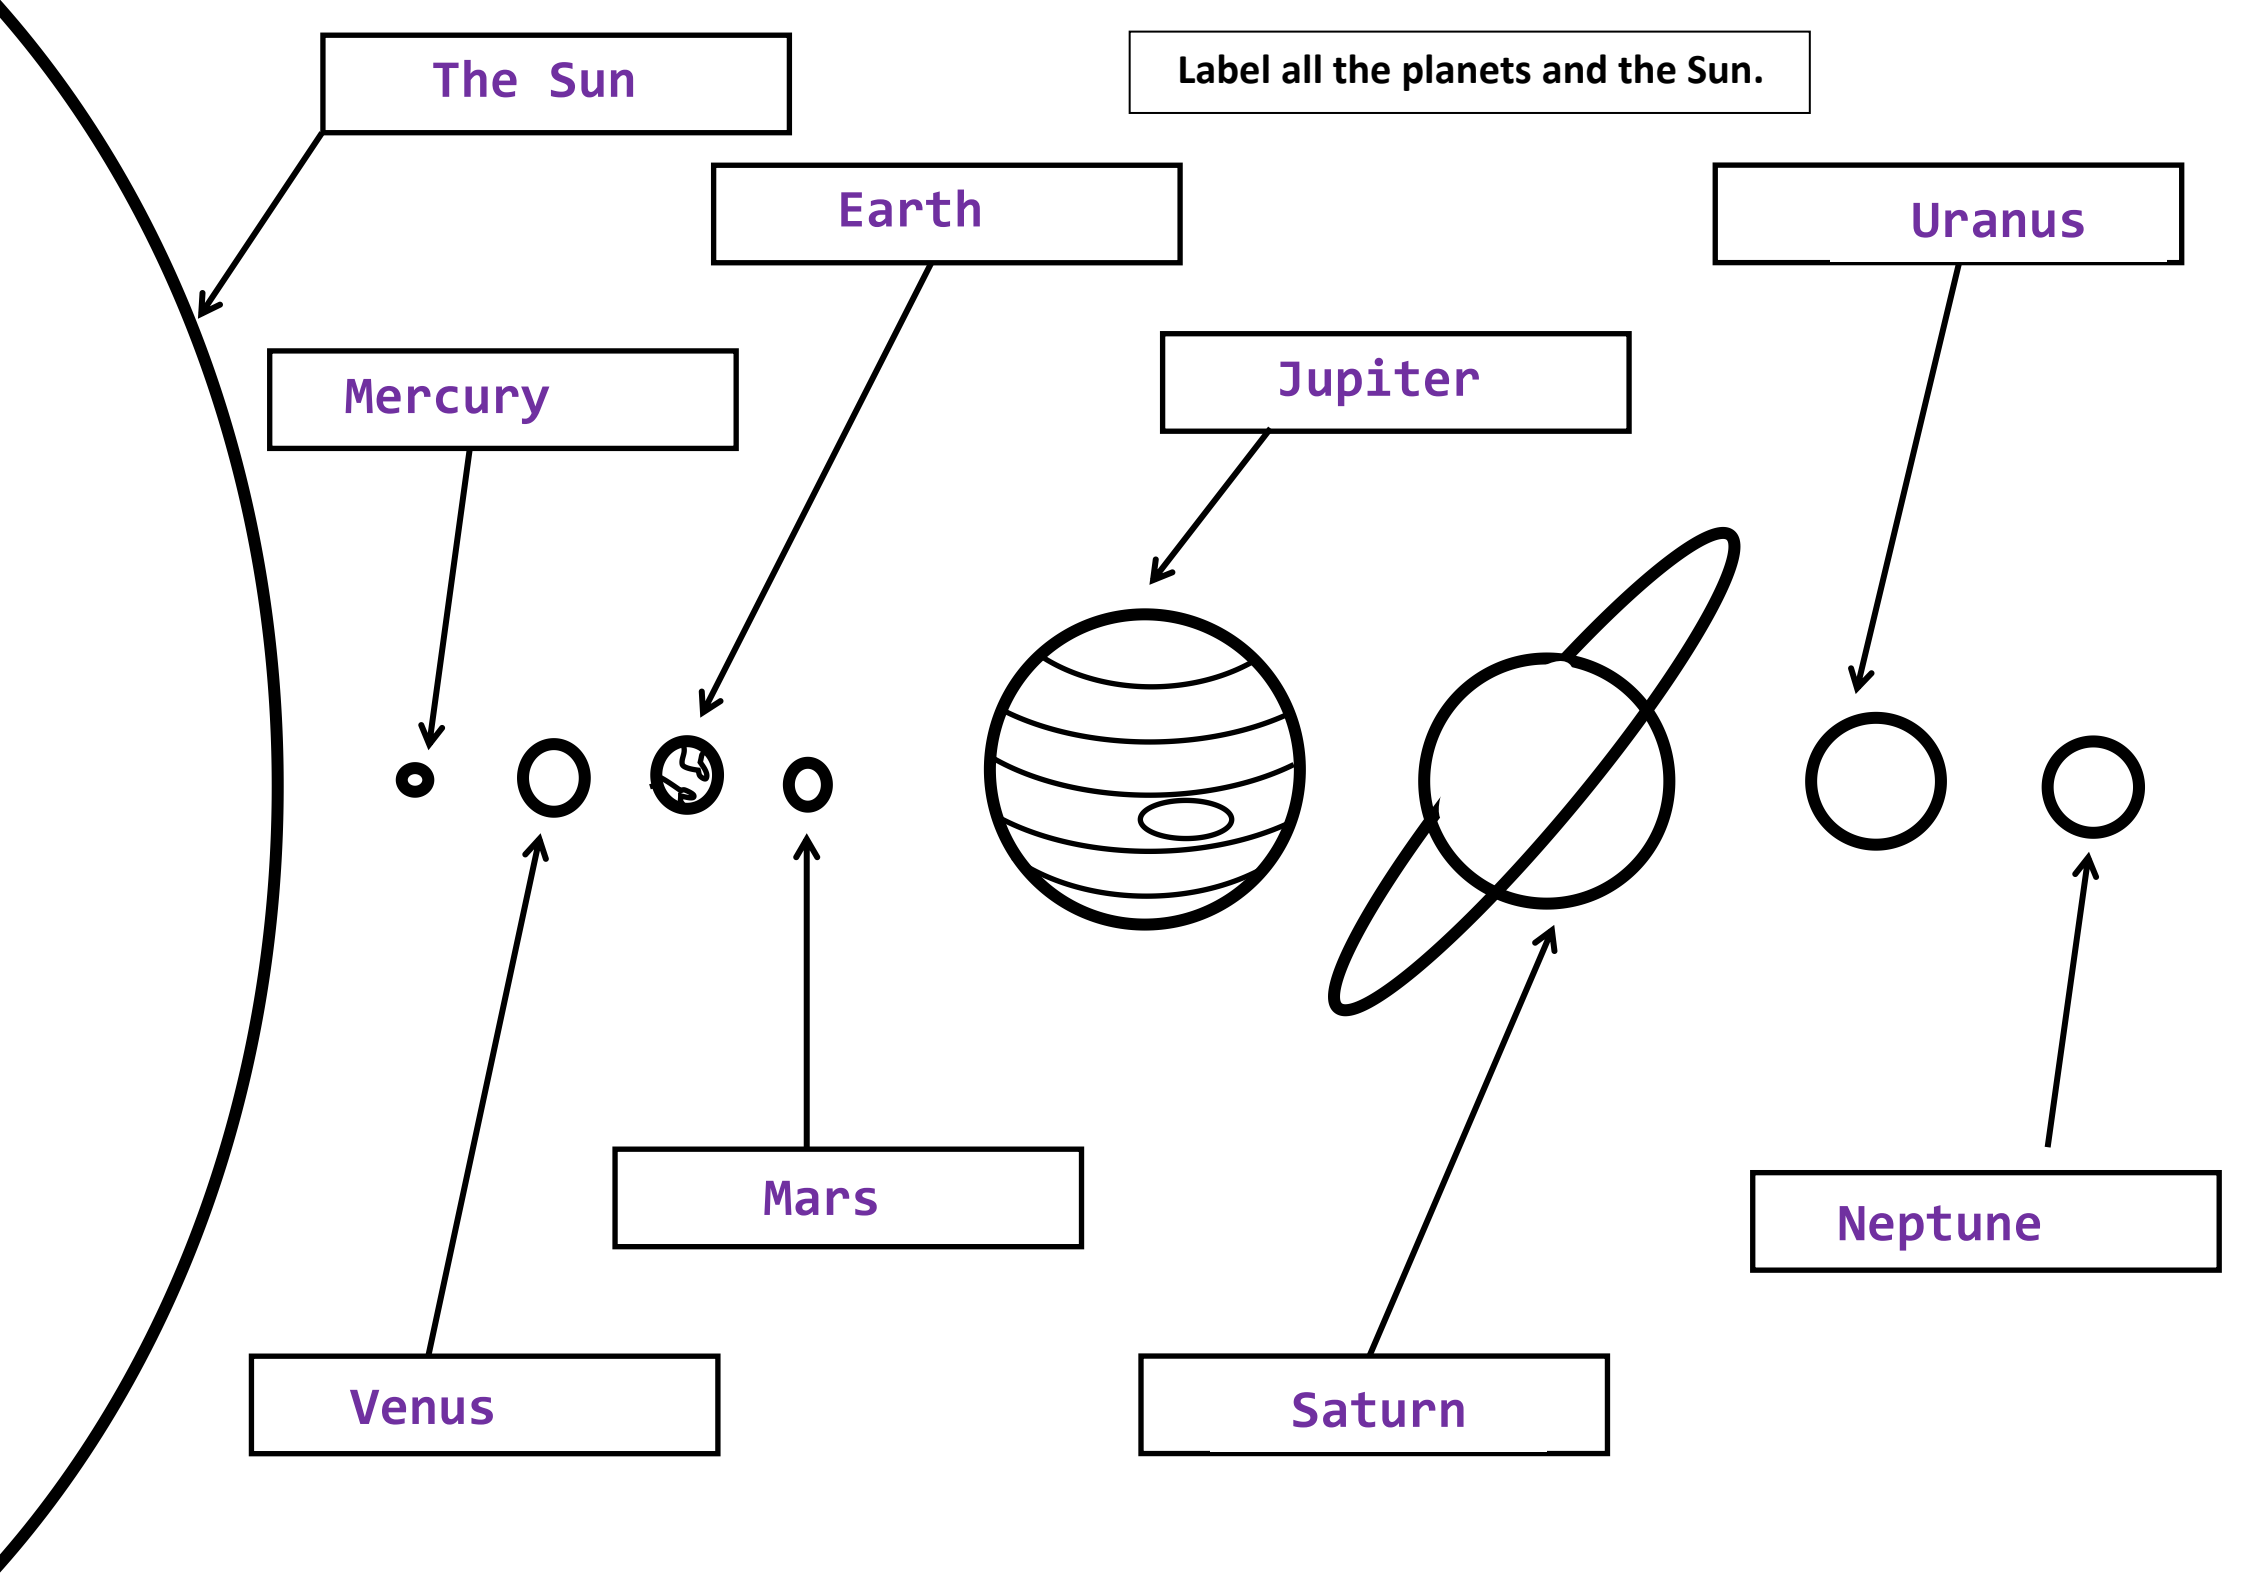 The Sun
Label all the planets and the Sun.
Earth
Uranus
Mercury
Jupiter
Mars
Neptune
Venus
Saturn